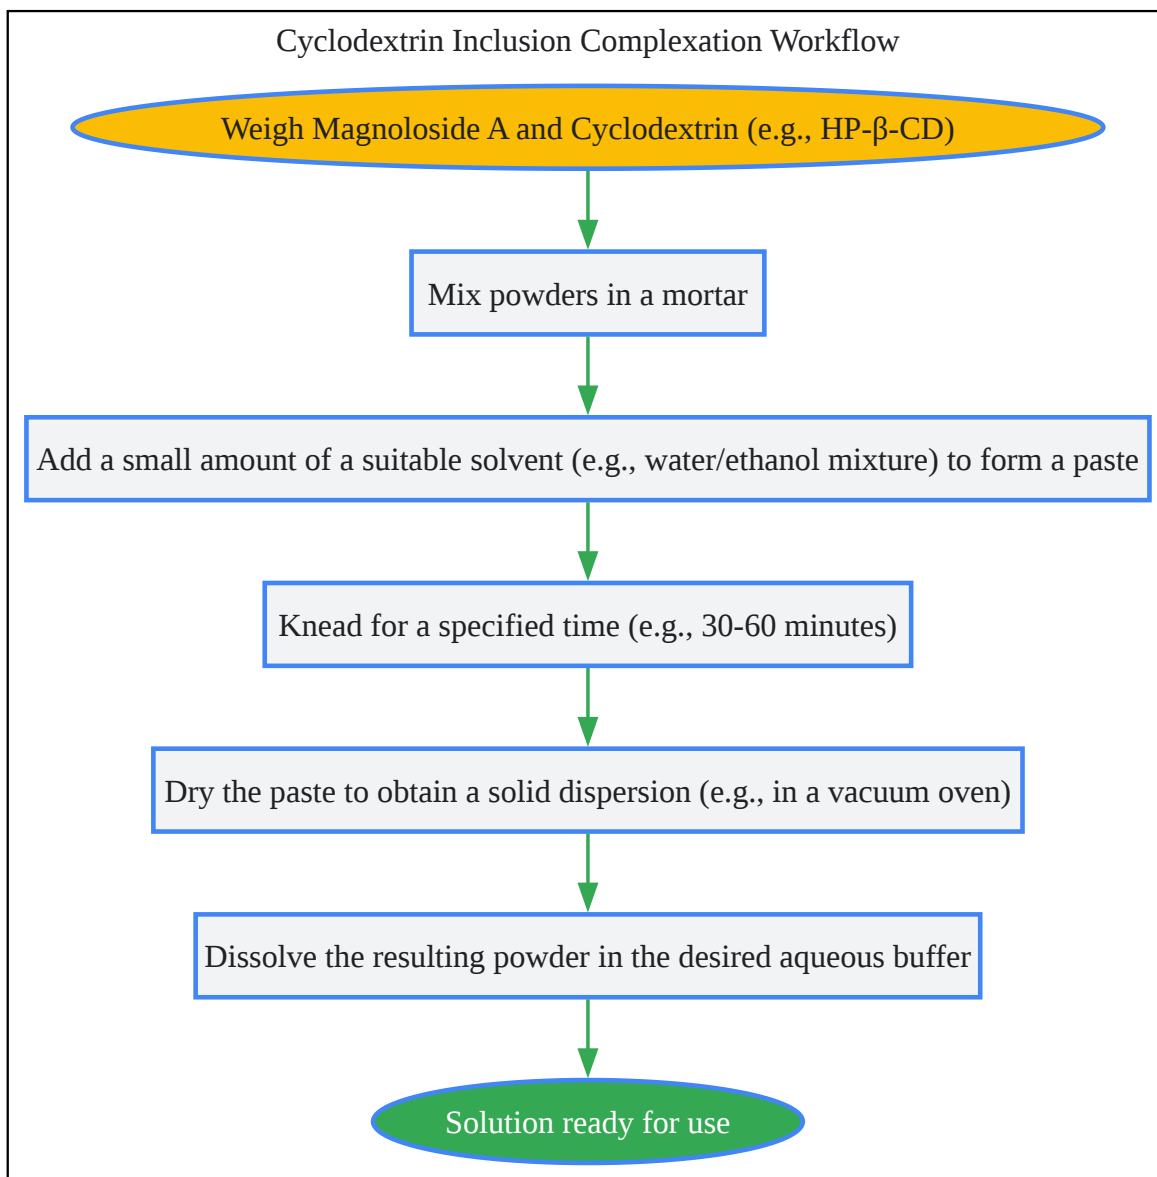 Cyclodextrin Inclusion Complexation Workflow
Weigh Magnoloside A and Cyclodextrin (e.g., HP-β-CD)
Mix powders in a mortar
Add a small amount of a suitable solvent (e.g., water/ethanol mixture) to form a paste
Knead for a specified time (e.g., 30-60 minutes)
Dry the paste to obtain a solid dispersion (e.g., in a vacuum oven)
Dissolve the resulting powder in the desired aqueous buffer
Solution ready for use